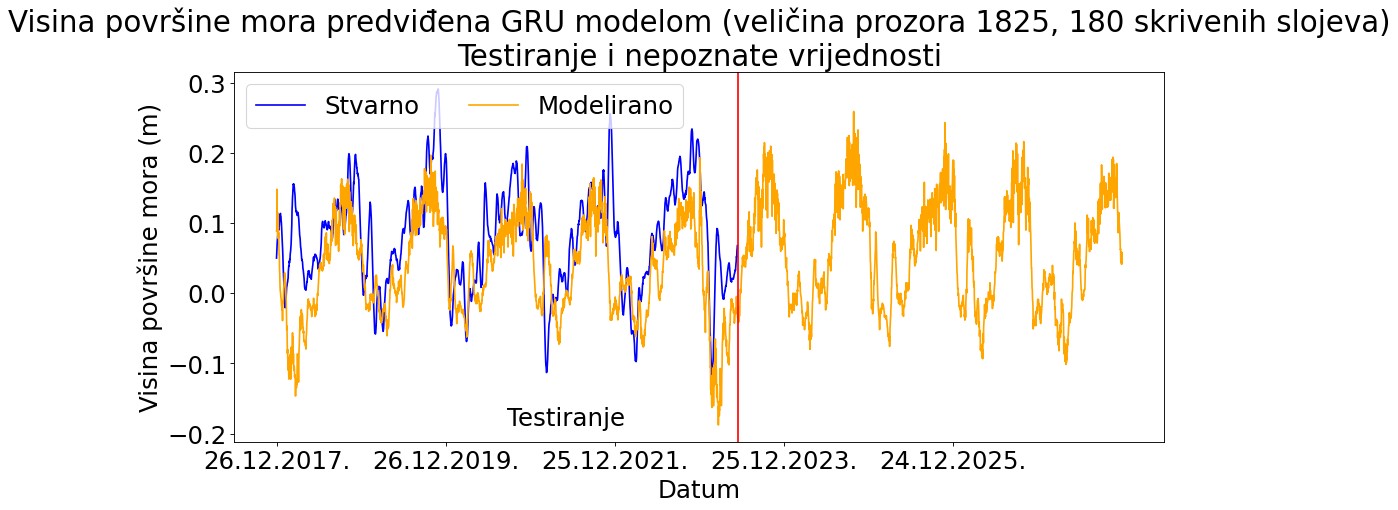 Visina površine mora predviđena GRU modelom (veličina prozora 1825, 180 skrivenih slojeva)
Testiranje i nepoznate vrijednosti
Stvarno
Modelirano
Visina površine mora (m)
0.3
0.2
0.1
0.0
−0.1
−0.2
Testiranje
26.12.2017.
26.12.2019.
25.12.2021.
25.12.2023.
24.12.2025.
Datum